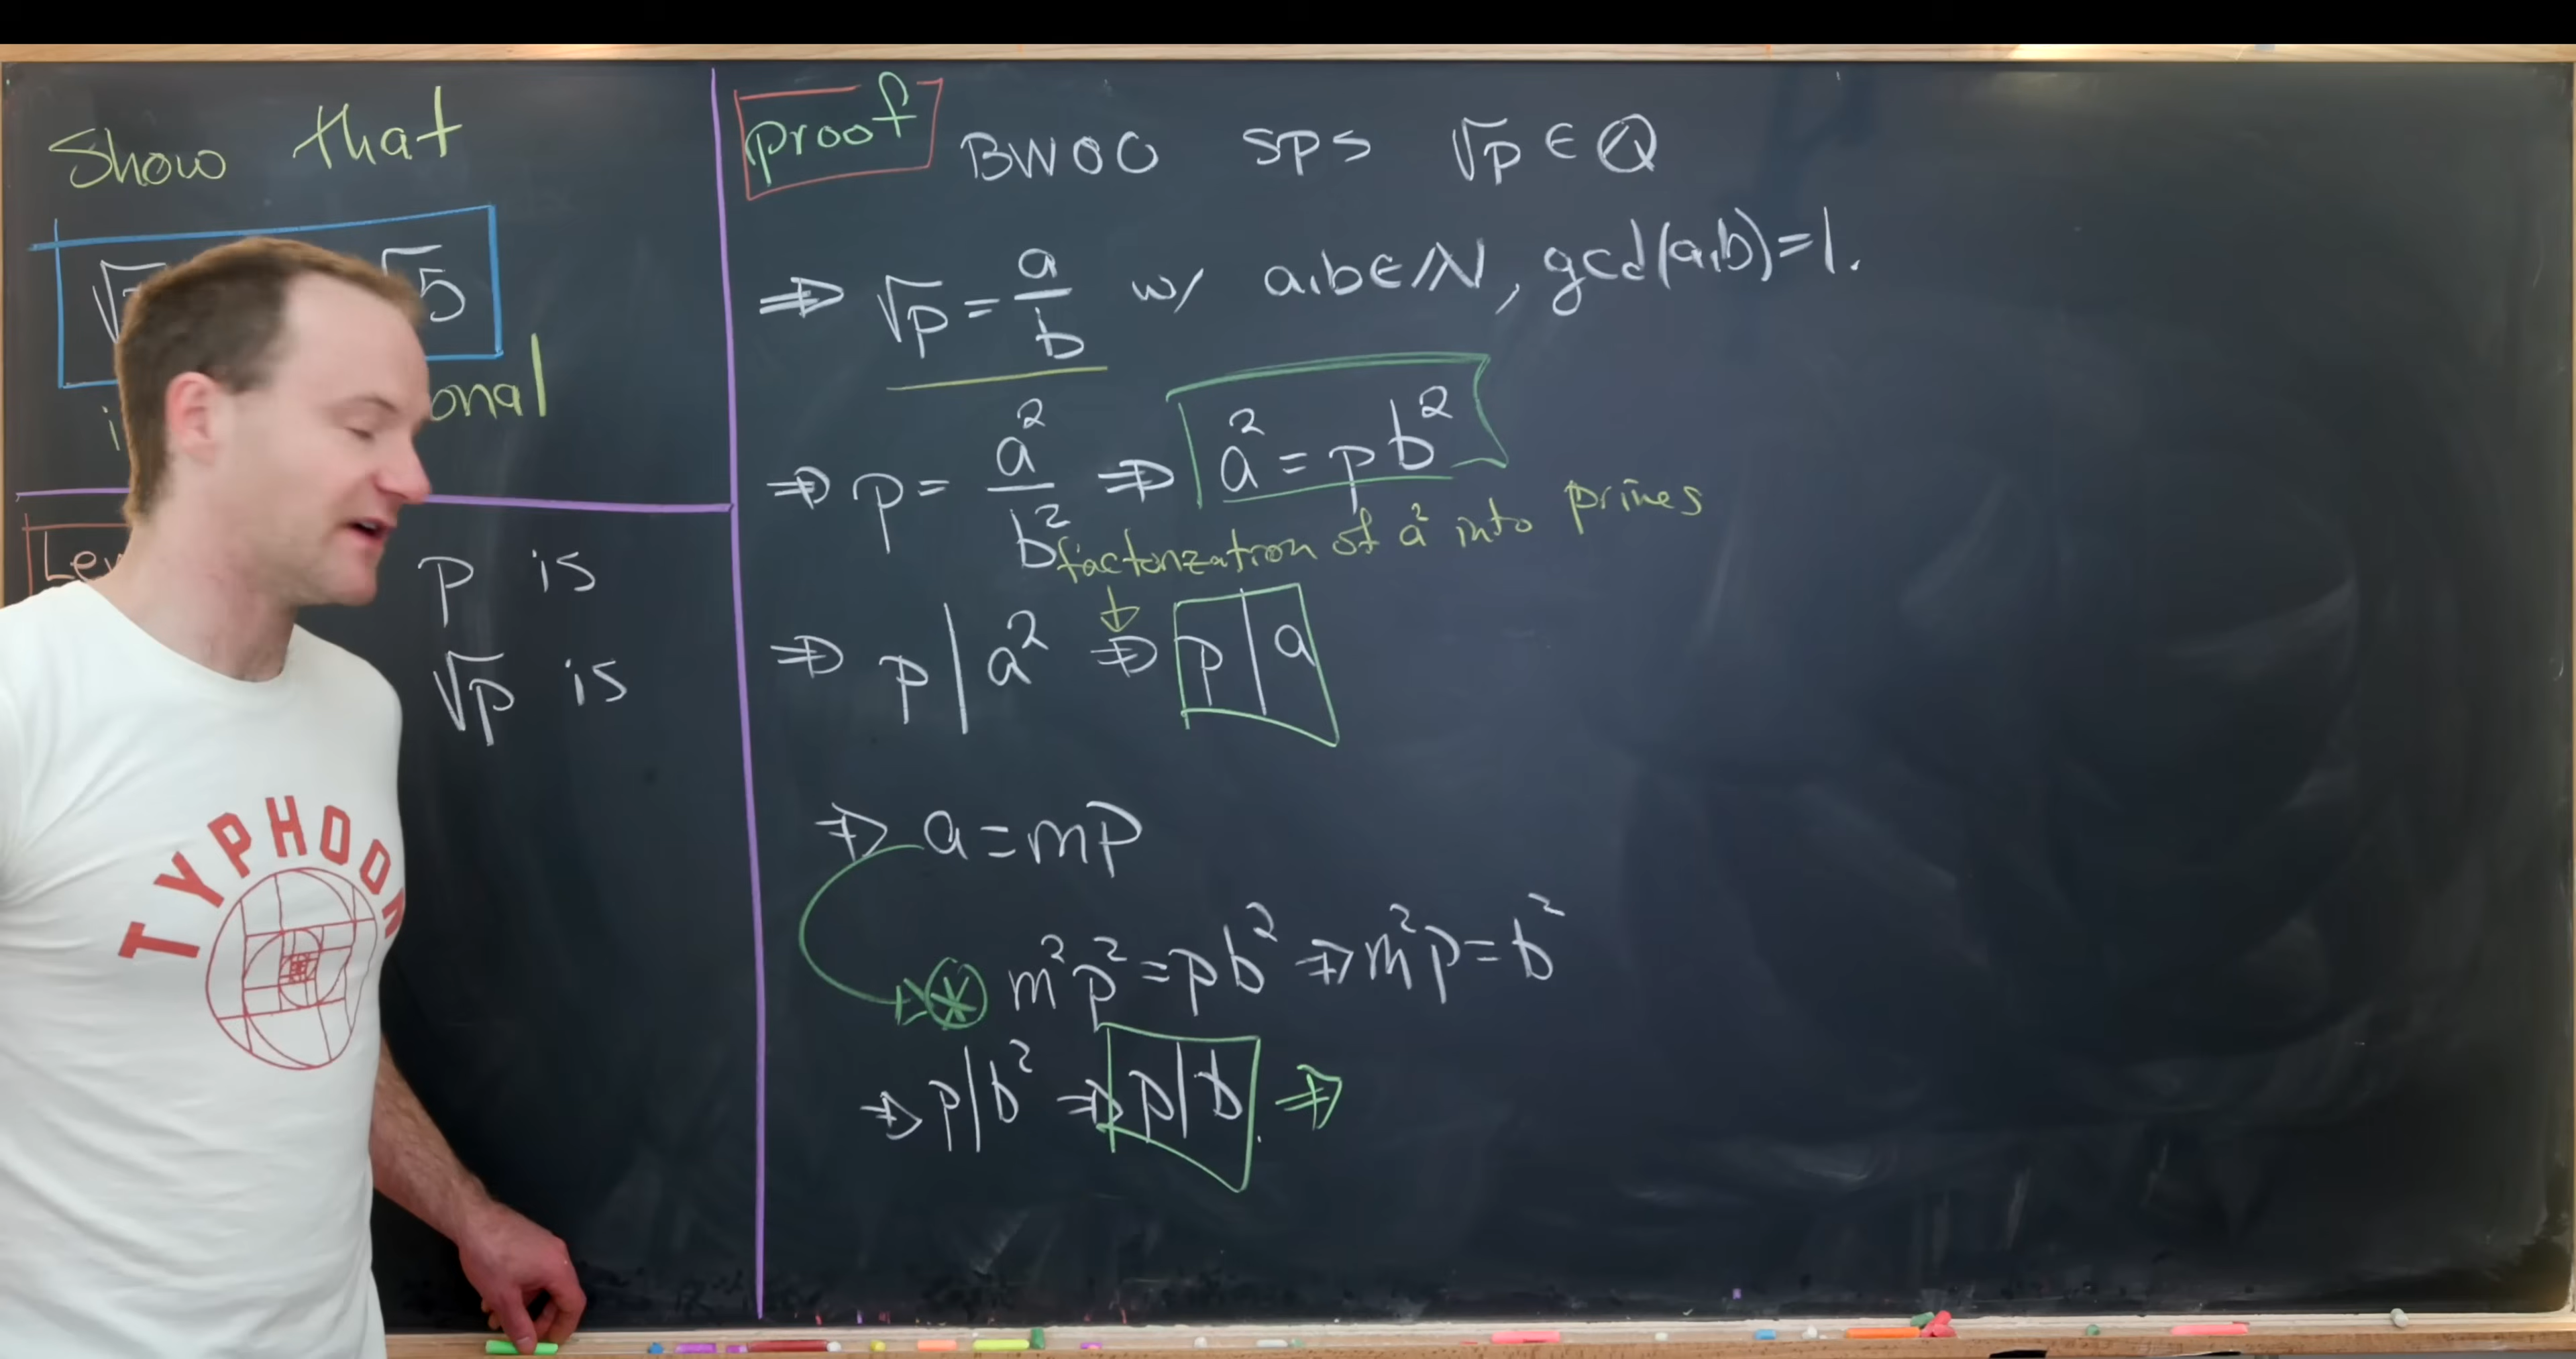 Show that
√5
onal
p is
√p is
proof BWOC SPS √p ∈ ℚ
⇒ √p = a/b w/ a,b∈ℕ, gcd(a,b)=1.
⇒ p = a²/b² ⇒ a² = pb²
factorization of a² into primes
⇒ p | a² ⇒ p | a
⇒ a = mp
⊛ m²p² = pb² ⇒ m²p = b²
⇒ p|b² ⇒ p|b. ⇒
TYPHOON